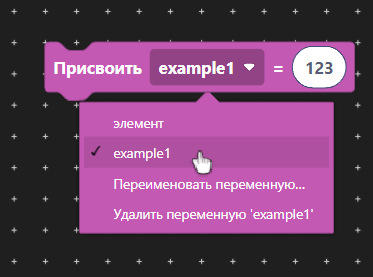 Присвоить example1 = 123
элемент
✓ example1
Переименовать переменную...
Удалить переменную 'example1'